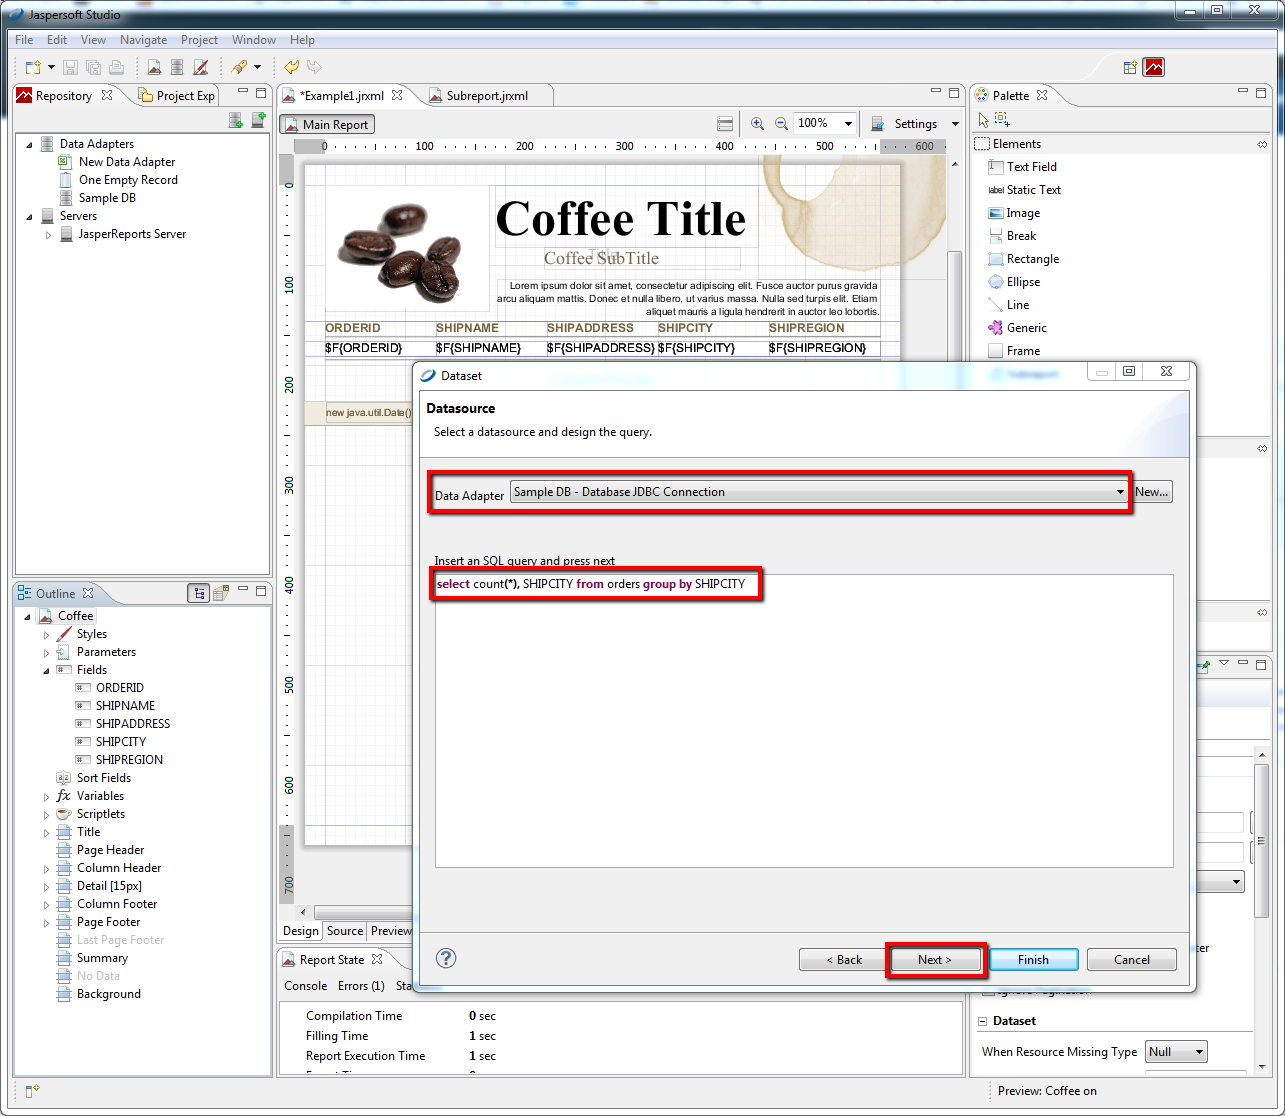 Jaspersoft Studio
File Edit View Navigate Project Window Help
Repository Project Exp
Data Adapters
New Data Adapter
One Empty Record
Sample DB
Servers
JasperReports Server
*Example1.jrxml Subreport.jrxml
Main Report 100% Settings
0 100 200 300 400 500 600
0
100
200
300
400
500
600
700
Coffee Title
Title
Coffee SubTitle
Lorem ipsum dolor sit amet, consectetur adipiscing elit. Fusce auctor purus gravida
arcu aliquam mattis. Donec et nulla libero, ut varius massa. Nulla sed turpis elit. Etiam
aliquet mauris a ligula hendrerit in auctor leo lobortis.
ORDERID SHIPNAME SHIPADDRESS SHIPCITY SHIPREGION
$F{ORDERID} $F{SHIPNAME} $F{SHIPADDRESS} $F{SHIPCITY} $F{SHIPREGION}
new java.util.Date()
Palette
Elements
Text Field
label Static Text
Image
Break
Rectangle
Ellipse
Line
Generic
Frame
Subreport
Dataset
Datasource
Select a datasource and design the query.
Data Adapter Sample DB - Database JDBC Connection New...
Insert an SQL query and press next
select count(*), SHIPCITY from orders group by SHIPCITY
< Back Next > Finish Cancel
Outline
Coffee
Styles
Parameters
Fields
ORDERID
SHIPNAME
SHIPADDRESS
SHIPCITY
SHIPREGION
Sort Fields
fx Variables
Scriptlets
Title
Page Header
Column Header
Detail [15px]
Column Footer
Page Footer
Last Page Footer
Summary
No Data
Background
Design Source Preview
Report State
Console Errors (1) Sta
Compilation Time 0 sec
Filling Time 1 sec
Report Execution Time 1 sec
Ignore Pagination
Dataset
When Resource Missing Type Null
Preview: Coffee on